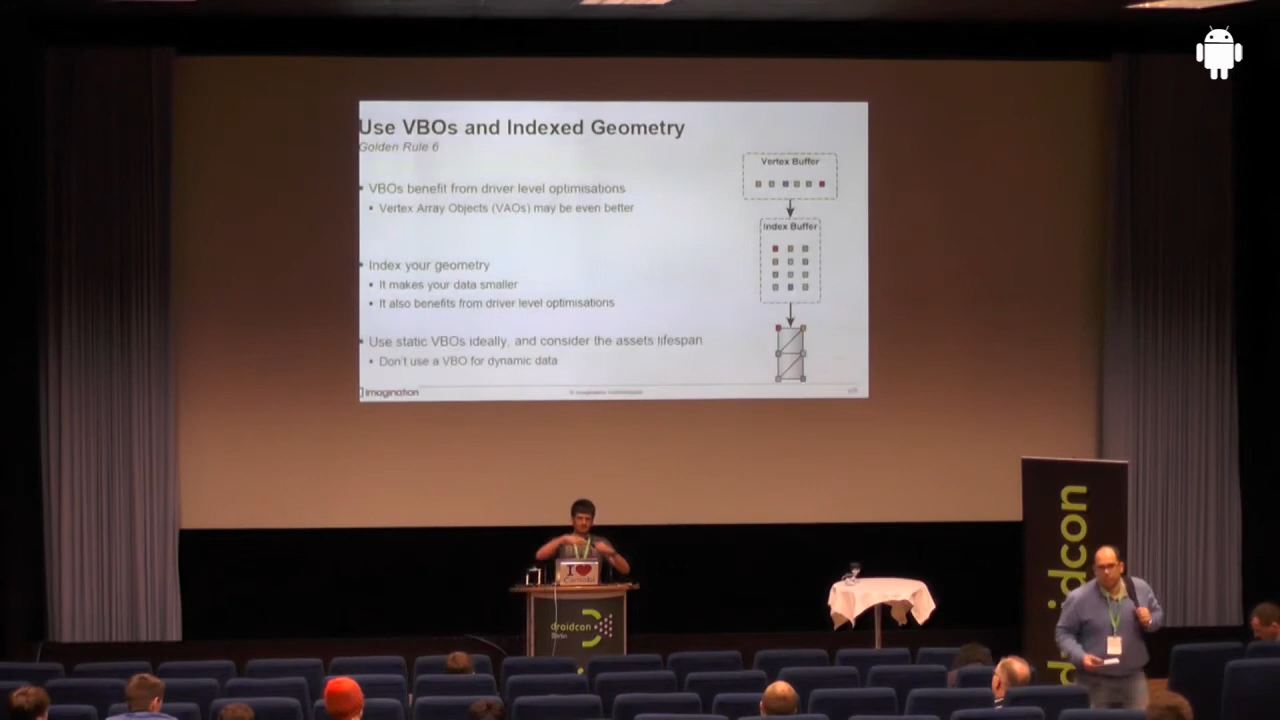 Use VBOs and Indexed Geometry
Golden Rule 6
• VBOs benefit from driver level optimisations
• Vertex Array Objects (VAOs) may be even better
• Index your geometry
• It makes your data smaller
• It also benefits from driver level optimisations
• Use static VBOs ideally, and consider the assets lifespan
• Don't use a VBO for dynamic data
Vertex Buffer
Index Buffer
Imagination
I
droidcon
Berlin
droidcon